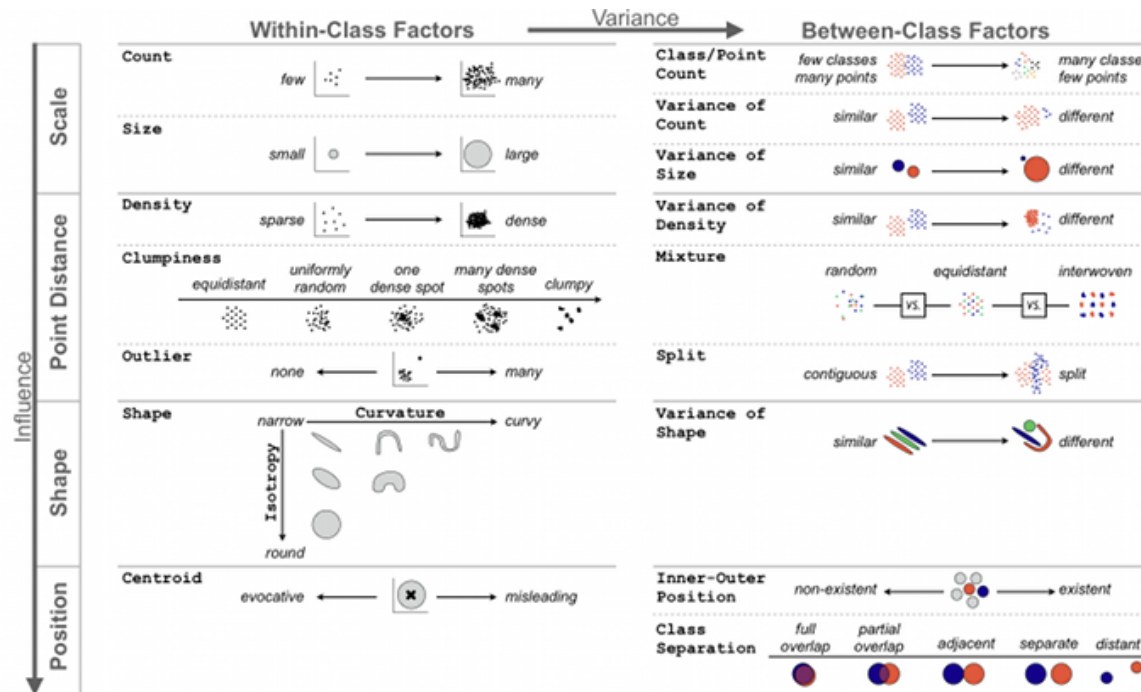 Variance
Within-Class Factors
Between-Class Factors
Influence
Scale
Count
few
many
Size
small
large
Class/Point
Count
few classes
many points
many classe
few points
Variance of
Count
similar
different
Variance of
Size
similar
different
Point Distance
Density
sparse
dense
Clumpiness
equidistant
uniformly
random
one
dense spot
many dense
spots
clumpy
Outlier
none
many
Variance of
Density
similar
different
Mixture
random
equidistant
interwoven
vs.
vs.
Split
contiguous
split
Shape
Shape
Curvature
narrow
curvy
Isotropy
round
Variance of
Shape
similar
different
Position
Centroid
evocative
misleading
Inner-Outer
Position
non-existent
existent
Class
Separation
full
overlap
partial
overlap
adjacent
separate
distant